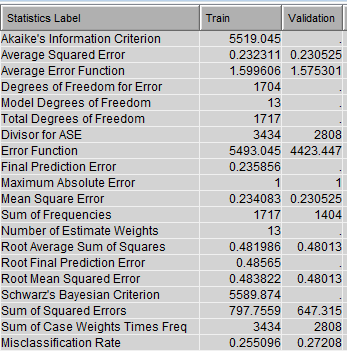 Statistics Label Train Validation
Akaike's Information Criterion 5519.045 .
Average Squared Error 0.232311 0.230525
Average Error Function 1.599606 1.575301
Degrees of Freedom for Error 1704 .
Model Degrees of Freedom 13 .
Total Degrees of Freedom 1717 .
Divisor for ASE 3434 2808
Error Function 5493.045 4423.447
Final Prediction Error 0.235856 .
Maximum Absolute Error 1 1
Mean Square Error 0.234083 0.230525
Sum of Frequencies 1717 1404
Number of Estimate Weights 13 .
Root Average Sum of Squares 0.481986 0.48013
Root Final Prediction Error 0.48565 .
Root Mean Squared Error 0.483822 0.48013
Schwarz's Bayesian Criterion 5589.874 .
Sum of Squared Errors 797.7559 647.315
Sum of Case Weights Times Freq 3434 2808
Misclassification Rate 0.255096 0.27208